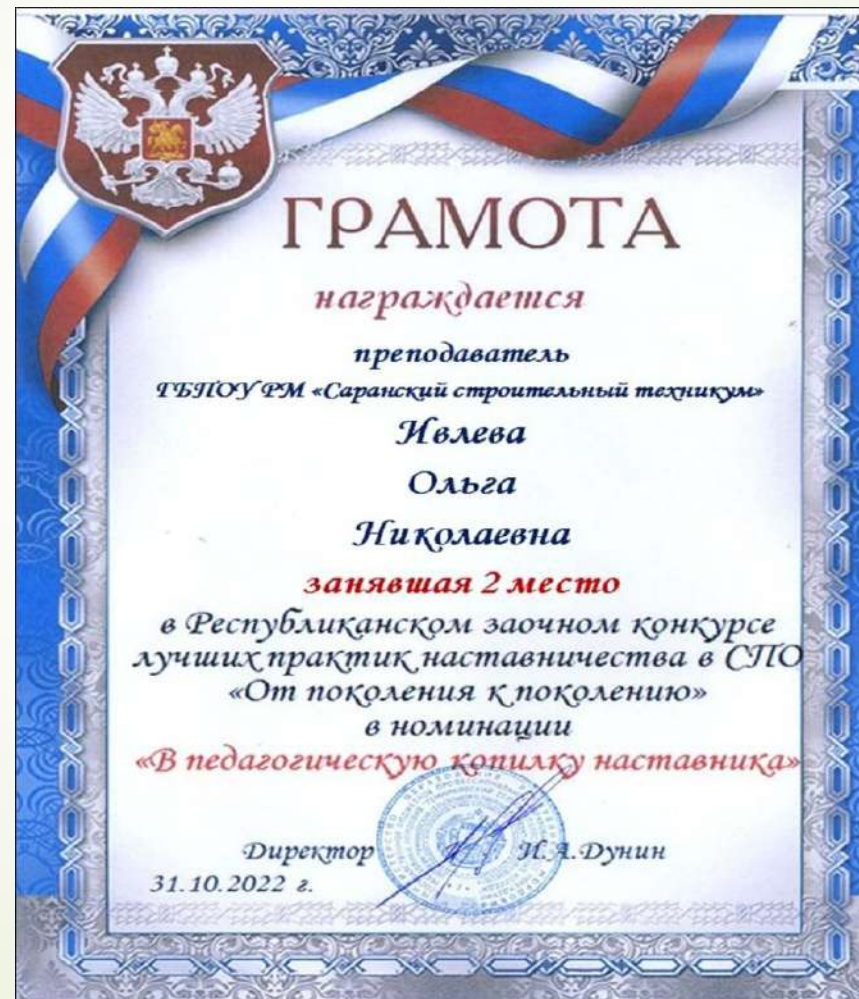 ГРАМОТА
награждается
преподаватель
ГБПОУ РМ «Саранский строительный техникум»
Ивлева
Ольга
Николаевна
занявшая 2 место
в Республиканском заочном конкурсе
лучших практик наставничества в СПО
«От поколения к поколению»
в номинации
«В педагогическую копилку наставника»
Директор Дунин
31.10.2022 г.